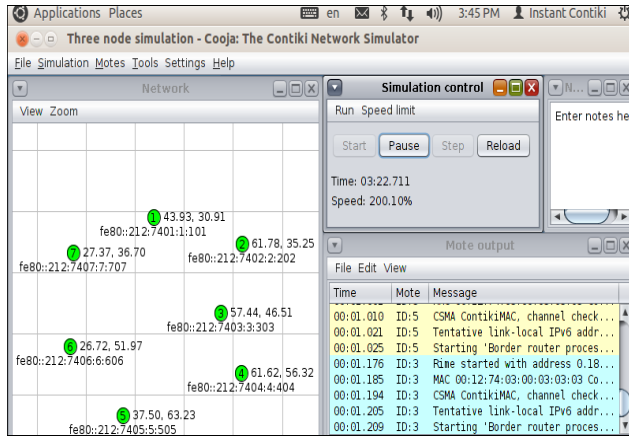 Applications Places en 3:45 PM Instant Contiki
Three node simulation - Cooja: The Contiki Network Simulator
File Simulation Motes Tools Settings Help
Network
View Zoom
1 43.93, 30.91
fe80::212:7401:1:101
2 61.78, 35.25
fe80::212:7402:2:202
7 27.37, 36.70
fe80::212:7407:7:707
3 57.44, 46.51
fe80::212:7403:3:303
6 26.72, 51.97
fe80::212:7406:6:606
4 61.62, 56.32
fe80::212:7404:4:404
5 37.50, 63.23
fe80::212:7405:5:505
Simulation control
Run Speed limit
Start Pause Step Reload
Time: 03:22.711
Speed: 200.10%
N...
Enter notes he
Mote output
File Edit View
Time Mote Message
00:01.010 ID:5 CSMA ContikiMAC, channel check...
00:01.021 ID:5 Tentative link-local IPv6 addr...
00:01.025 ID:5 Starting 'Border router proces...
00:01.176 ID:3 Rime started with address 0.18...
00:01.185 ID:3 MAC 00:12:74:03:00:03:03:03 Co...
00:01.194 ID:3 CSMA ContikiMAC, channel check...
00:01.205 ID:3 Tentative link-local IPv6 addr...
00:01.209 ID:3 Starting 'Border router proces...